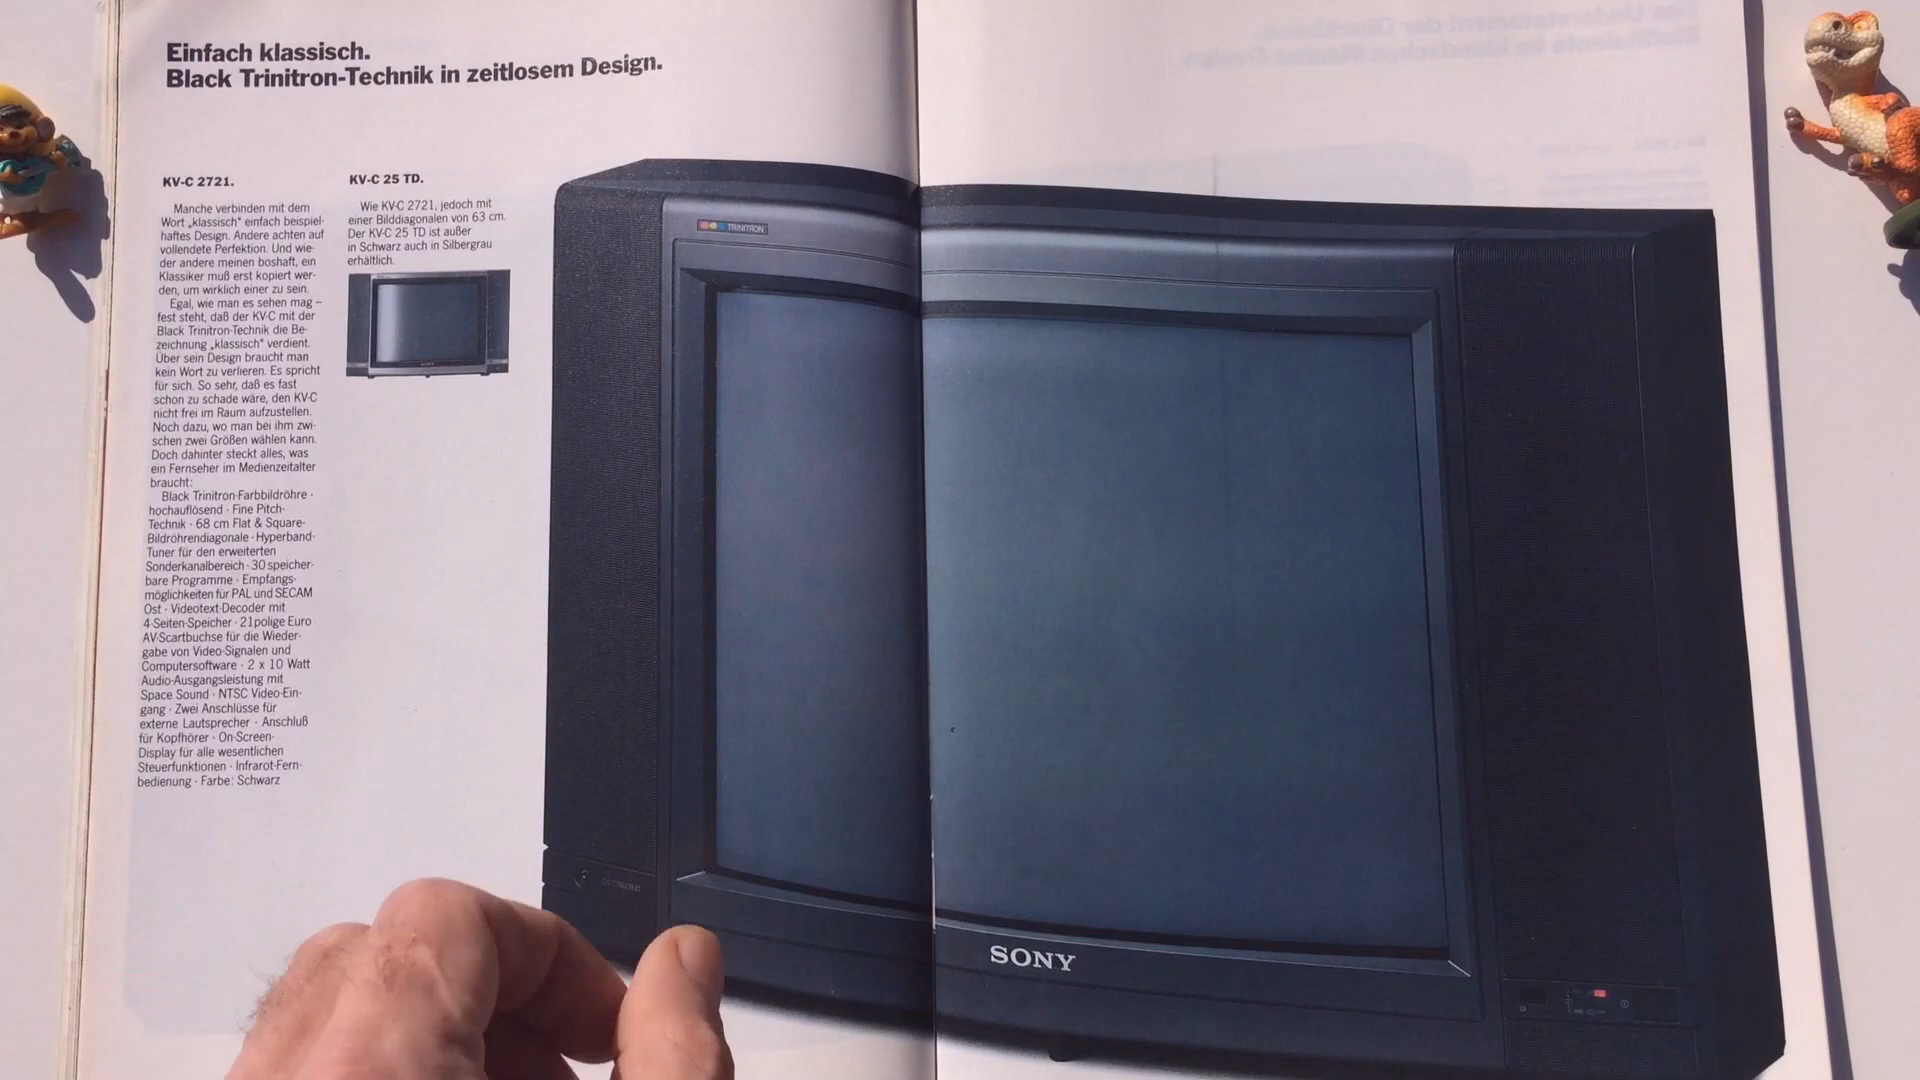 Einfach klassisch.
Black Trinitron-Technik in zeitlosem Design.
KV-C 2721.
Manche verbinden mit dem
Wort „klassisch“ einfach beispiel-
haftes Design. Andere achten auf
vollendete Perfektion. Und wie-
der andere meinen boshaft, ein
Klassiker muß erst kopiert wer-
den, um wirklich einer zu sein.
Egal, wie man es sehen mag –
fest steht, daß der KV-C mit der
Black Trinitron-Technik die Be-
zeichnung „klassisch“ verdient.
Über sein Design braucht man
kein Wort zu verlieren. Es spricht
für sich. So sehr, daß es fast
schon zu schade wäre, den KV-C
nicht frei im Raum aufzustellen.
Noch dazu, wo man bei ihm zwi-
schen zwei Größen wählen kann.
Doch dahinter steckt alles, was
ein Fernseher im Medienzeitalter
braucht:
Black Trinitron-Farbbildröhre ·
hochauflösend · Fine Pitch-
Technik · 68 cm Flat & Square-
Bildröhrendiagonale · Hyperband-
Tuner für den erweiterten
Sonderkanalbereich · 30 speicher-
bare Programme · Empfangs-
möglichkeiten für PAL und SECAM
Ost · Videotext-Decoder mit
4-Seiten-Speicher · 21polige Euro
AV-Scartbuchse für die Wieder-
gabe von Video-Signalen und
Computersoftware · 2 x 10 Watt
Audio-Ausgangsleistung mit
Space Sound · NTSC Video-Ein-
gang · Zwei Anschlüsse für
externe Lautsprecher · Anschluß
für Kopfhörer · On-Screen-
Display für alle wesentlichen
Steuerfunktionen · Infrarot-Fern-
bedienung · Farbe: Schwarz
KV-C 25 TD.
Wie KV-C 2721, jedoch mit
einer Bilddiagonalen von 63 cm.
Der KV-C 25 TD ist außer
in Schwarz auch in Silbergrau
erhältlich.
TRINITRON
SONY